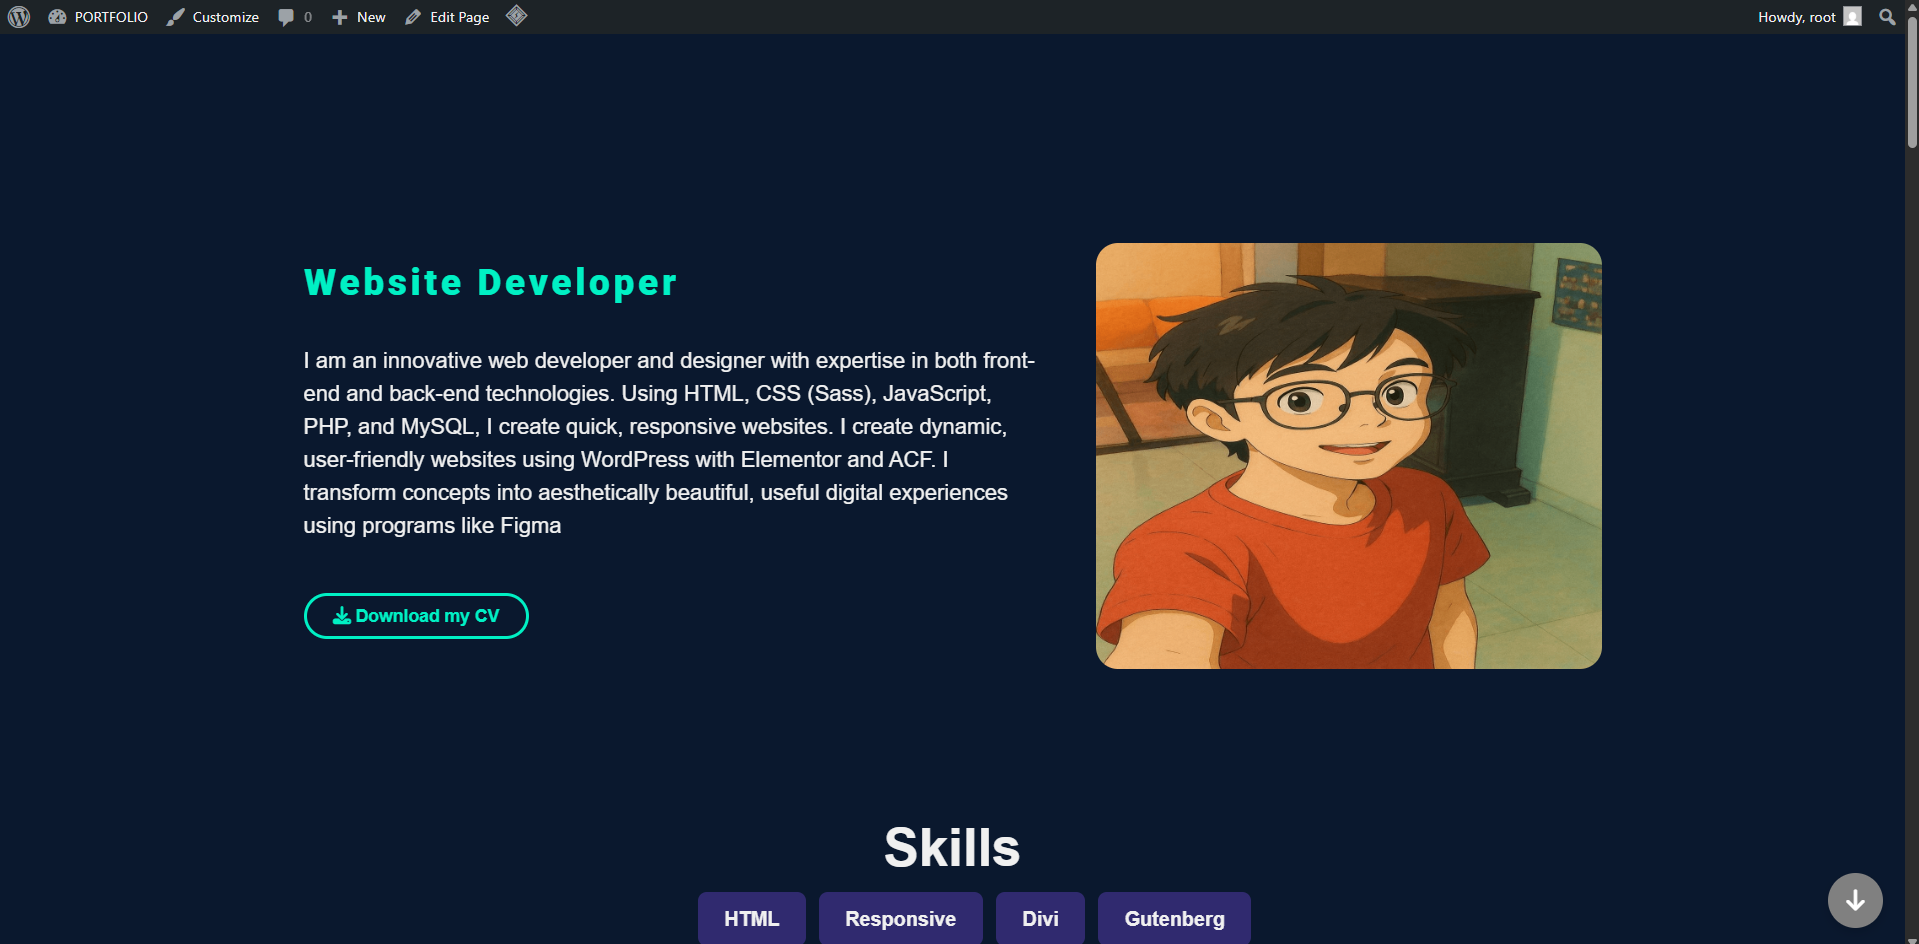 PORTFOLIO Customize 0 New Edit Page Howdy, root
Website Developer
I am an innovative web developer and designer with expertise in both front-
end and back-end technologies. Using HTML, CSS (Sass), JavaScript,
PHP, and MySQL, I create quick, responsive websites. I create dynamic,
user-friendly websites using WordPress with Elementor and ACF. I
transform concepts into aesthetically beautiful, useful digital experiences
using programs like Figma
Download my CV
Skills
HTML Responsive Divi Gutenberg